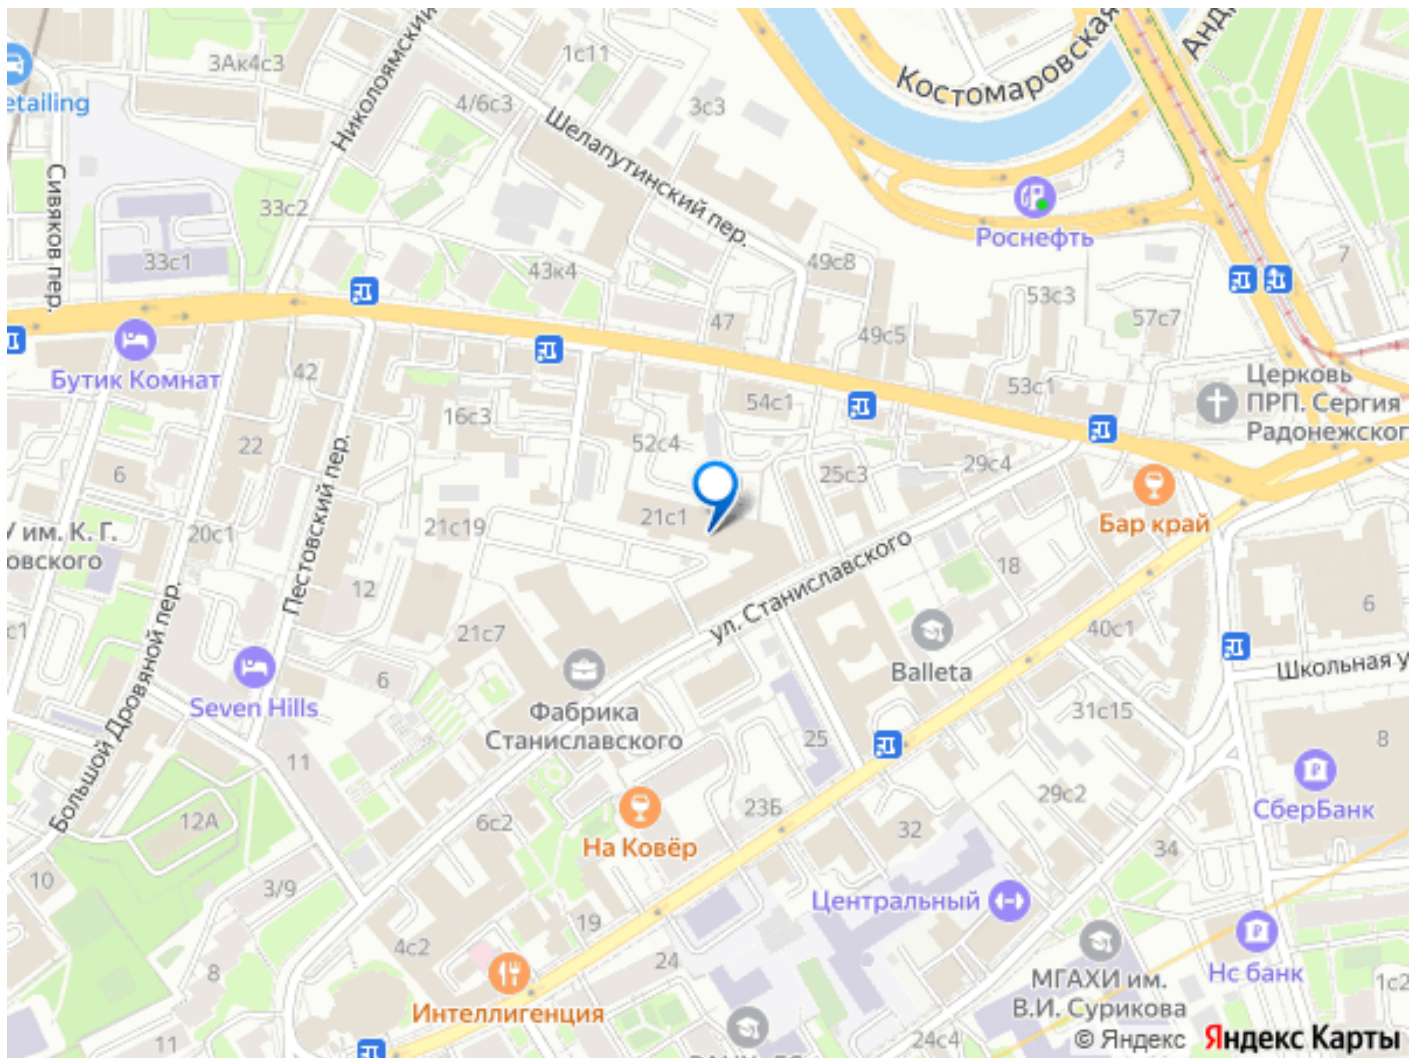 Николоямский
1с11
3Ак4с3
etailing
4/6с3
3с3
Костомаровская
Шелапутинский пер.
Сивяков пер.
33с2
33с1
Роснефть
43к4
49с8
7
53с3
47
49с5
57с7
Бутик Комнат
42
53с1
Церковь
ПРП. Сергия
Радонежског
54с1
16с3
22
52с4
6
25с3
29с4
Бар край
21с1
21с19
20с1
У им. К. Г.
овского
Пестовский пер.
12
ул. Станиславского
18
6
40с1
с1
21с7
Balleta
Школьная у
6
Seven Hills
Большой Дровяной пер.
Фабрика
Станиславского
31с15
25
8
11
СберБанк
29с2
23Б
12А
6с2
На Ковёр
32
34
10
3/9
Центральный
19
4с2
24
8
МГАХИ им.
В.И. Сурикова
Нс банк
1с2
Интеллигенция
11
24с4
© Яндекс
Яндекс Карты